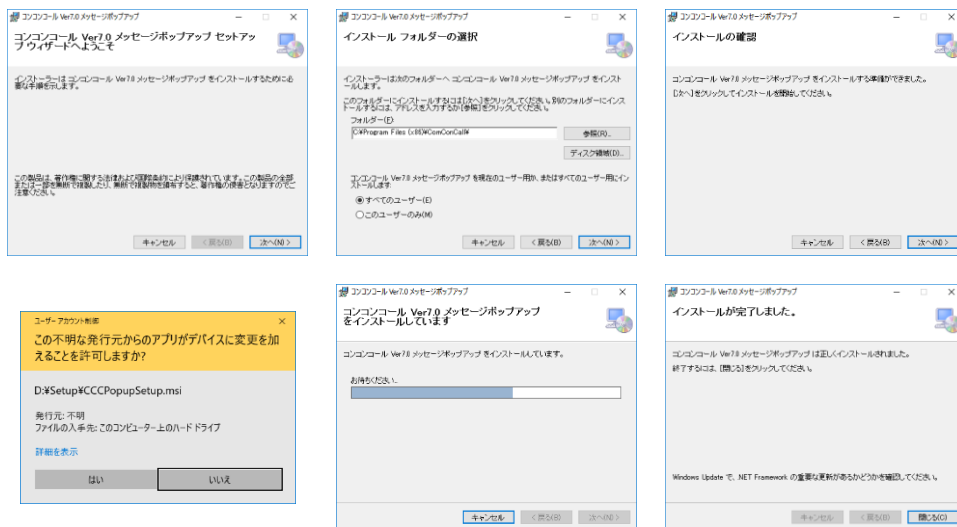 コンコンコール Ver7.0 メッセージポップアップ
コンコンコール Ver7.0 メッセージポップアップ セットアッ
プ ウィザードへようこそ
インストーラーは コンコンコール Ver7.0 メッセージポップアップ をインストールするために必
要な手順を示します。
この製品は、著作権に関する法律および国際条約により保護されています。この製品の全部
または一部を無断で複製したり、無断で複製物を頒布すると、著作権の侵害となりますのでご
注意ください。
キャンセル
< 戻る(B)
次へ(N) >
コンコンコール Ver7.0 メッセージポップアップ
インストール フォルダーの選択
インストーラーは次のフォルダーへ コンコンコール Ver7.0 メッセージポップアップ をインスト
ールします。
このフォルダーにインストールするには[次へ]をクリックしてください。別のフォルダーにインス
トールするには、アドレスを入力するか[参照]をクリックしてください。
フォルダー(F)
C:¥Program Files (x86)¥ComConCall¥
参照(R)...
ディスク領域(D)...
コンコンコール Ver7.0 メッセージポップアップ を現在のユーザー用か、またはすべてのユーザー用にイン
ストールします
すべてのユーザー(E)
このユーザーのみ(M)
キャンセル
< 戻る(B)
次へ(N) >
コンコンコール Ver7.0 メッセージポップアップ
インストールの確認
コンコンコール Ver7.0 メッセージポップアップ をインストールする準備ができました。
[次へ]をクリックしてインストールを開始してください。
キャンセル
< 戻る(B)
次へ(N) >
ユーザー アカウント制御
この不明な発行元からのアプリがデバイスに変更を加
えることを許可しますか?
D:¥Setup¥CCCPopupSetup.msi
発行元: 不明
ファイルの入手先: このコンピューター上のハード ドライブ
詳細を表示
はい
いいえ
コンコンコール Ver7.0 メッセージポップアップ
コンコンコール Ver7.0 メッセージポップアップ
をインストールしています
コンコンコール Ver7.0 メッセージポップアップ をインストールしています。
お待ちください...
キャンセル
< 戻る(B)
次へ(N) >
コンコンコール Ver7.0 メッセージポップアップ
インストールが完了しました。
コンコンコール Ver7.0 メッセージポップアップ は正しくインストールされました。
終了するには、[閉じる]をクリックしてください。
Windows Update で、.NET Framework の重要な更新があるかどうかを確認してください。
キャンセル
< 戻る(B)
閉じる(C)